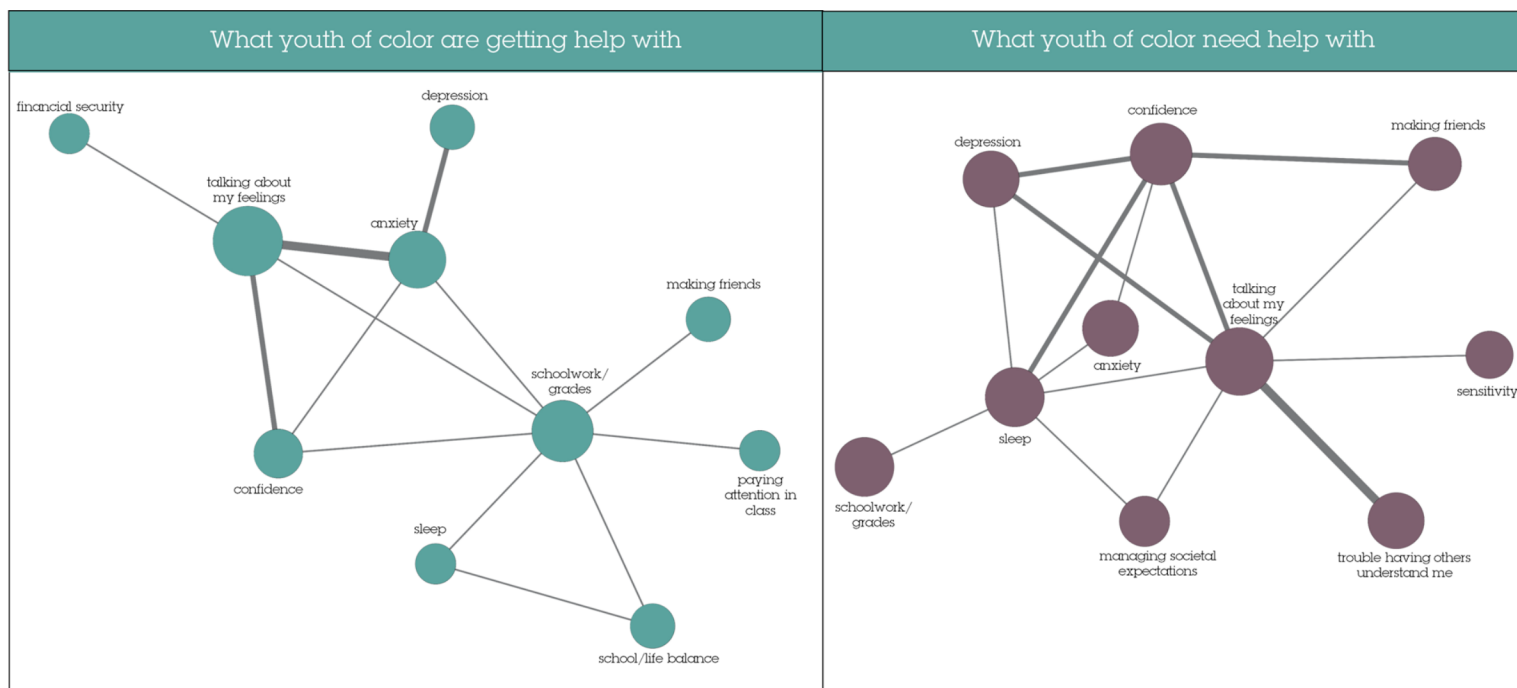 What youth of color are getting help with
financial security
depression
talking about
my feelings
anxiety
making friends
schoolwork/
grades
confidence
paying
attention in
class
sleep
school/life balance
What youth of color need help with
confidence
making friends
depression
talking
about my
feelings
anxiety
sensitivity
sleep
schoolwork/
grades
managing societal
expectations
trouble having others
understand me